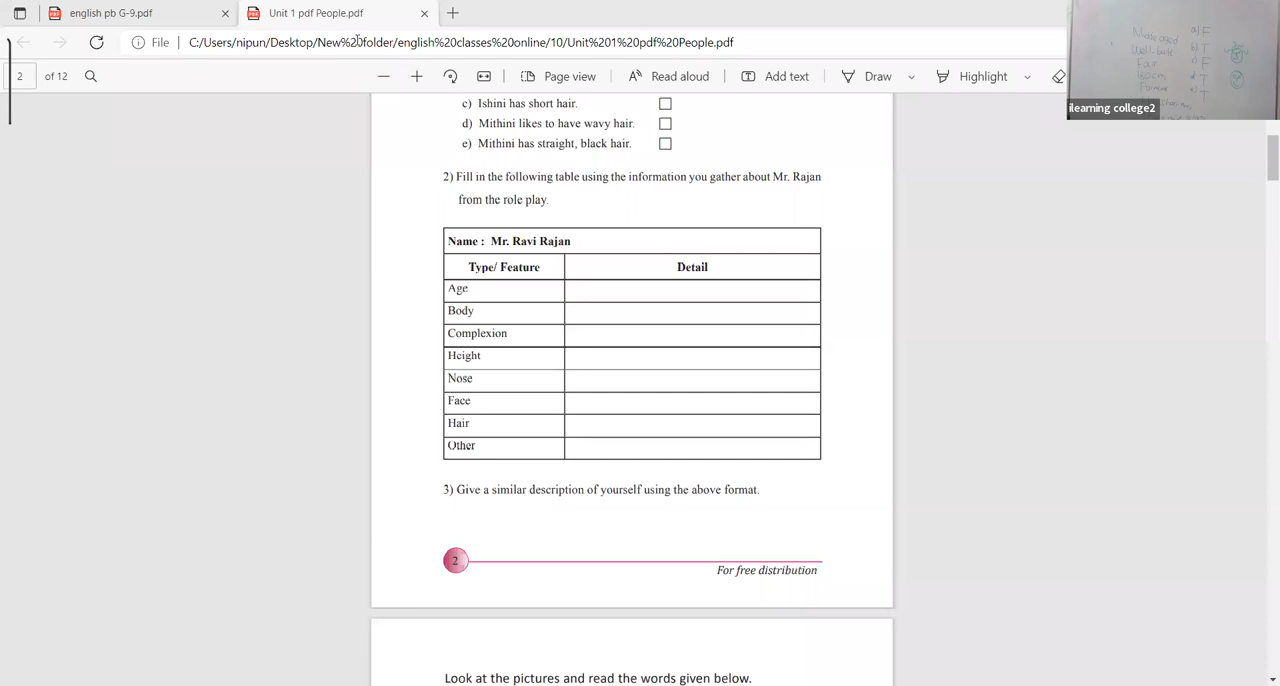 english pb G-9.pdf
Unit 1 pdf People.pdf
File
C:/Users/nipun/Desktop/New%20folder/english%20classes%20online/10/Unit%201%20pdf%20People.pdf
2 of 12
Page view
Read aloud
Add text
Draw
Highlight
Middle aged a) F
Well-built b) T
Fair c) F
d) T
e) T
ilearning college2
c) Ishini has short hair.
d) Mithini likes to have wavy hair.
e) Mithini has straight, black hair.
2) Fill in the following table using the information you gather about Mr. Rajan
from the role play.
Name : Mr. Ravi Rajan
Type/ Feature Detail
Age
Body
Complexion
Height
Nose
Face
Hair
Other
3) Give a similar description of yourself using the above format.
2
For free distribution
Look at the pictures and read the words given below.